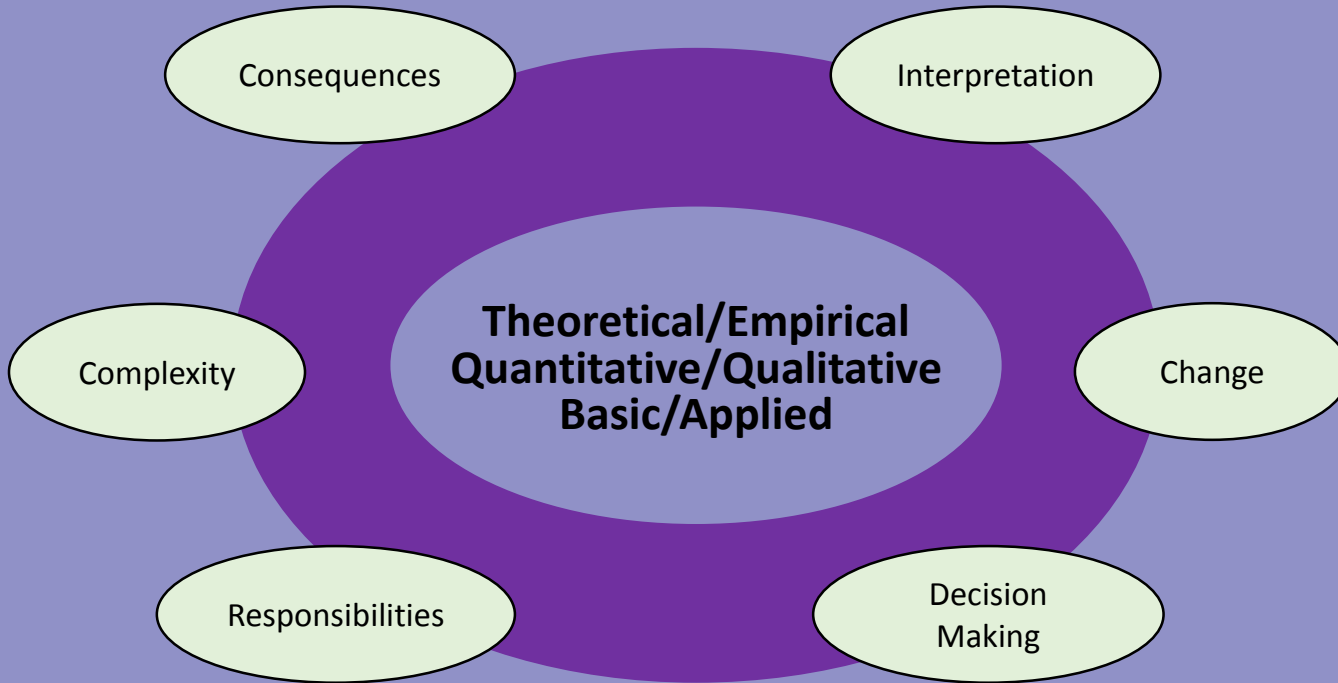 Consequences
Interpretation
Theoretical/Empirical
Quantitative/Qualitative
Basic/Applied
Complexity
Change
Responsibilities
Decision
Making